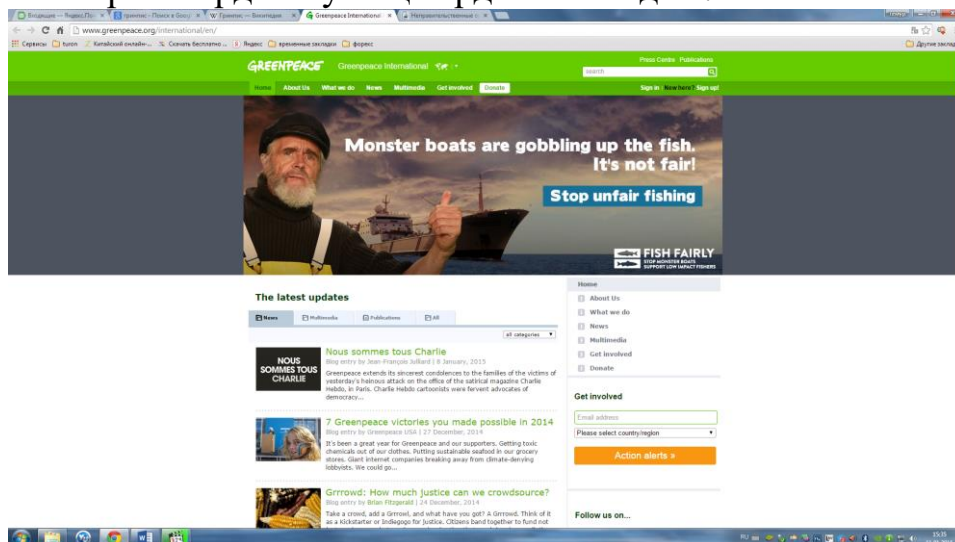 www.greenpeace.org/international/en/
GREENPEACE Greenpeace International
Press Centre Publications
search
Home About Us What we do News Multimedia Get involved Donate
Sign in New here? Sign up!
Monster boats are gobbling up the fish.
It's not fair!
Stop unfair fishing
FISH FAIRLY
STOP MONSTER BOATS
SUPPORT LOW IMPACT FISHERS
The latest updates
News Multimedia Publications All
all categories
NOUS
SOMMES TOUS
CHARLIE
Nous sommes tous Charlie
Blog entry by Jean-François Julliard | 8 January, 2015
Greenpeace extends its sincerest condolences to the families of the victims of
yesterday's heinous attack on the office of the satirical magazine Charlie
Hebdo, in Paris. Charlie Hebdo cartoonists were fervent advocates of
democracy...
7 Greenpeace victories you made possible in 2014
Blog entry by Greenpeace USA | 27 December, 2014
It's been a great year for Greenpeace and our supporters. Getting toxic
chemicals out of our clothes. Putting sustainable seafood in our grocery
stores. Giant internet companies breaking away from climate-denying
lobbyists. We could go...
Grrrowd: How much justice can we crowdsource?
Blog entry by Brian Fitzgerald | 24 December, 2014
Take a crowd, add a Grrrowl, and what have you got? A Grrrowd. Think of it
as a Kickstarter or Indiegogo for Justice. Citizens band together to fund not
Home
About Us
What we do
News
Multimedia
Get involved
Donate
Get involved
Email address
Please select country/region
Action alerts »
Follow us on...
RU
15:35